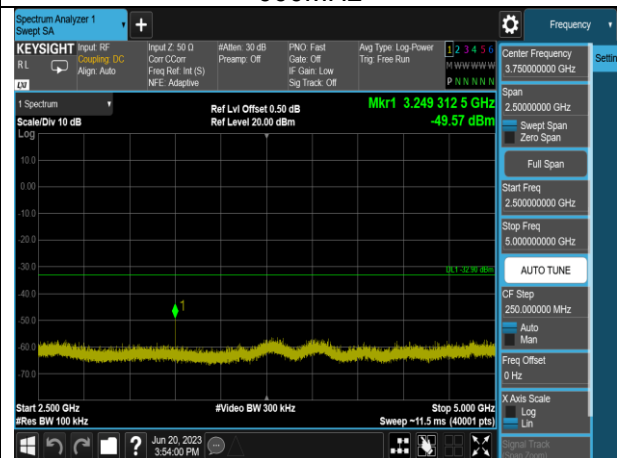 Spectrum Analyzer 1
Swept SA
Frequency
KEYSIGHT
RL
Input: RF
Coupling: DC
Align: Auto
Input Z: 50 Ω
Corr CCorr
Freq Ref: Int (S)
NFE: Adaptive
#Atten: 30 dB
Preamp: Off
PNO: Fast
Gate: Off
IF Gain: Low
Sig Track: Off
Avg Type: Log-Power
Trig: Free Run
1 2 3 4 5 6
M W W W W W
P N N N N N
Center Frequency
3.750000000 GHz
Settin
Span
2.50000000 GHz
Swept Span
Zero Span
Full Span
Start Freq
2.500000000 GHz
Stop Freq
5.000000000 GHz
AUTO TUNE
CF Step
250.000000 MHz
Auto
Man
Freq Offset
0 Hz
X Axis Scale
Log
Lin
Signal Track
(Span Zoom)
1 Spectrum
Scale/Div 10 dB
Log
Ref Lvl Offset 0.50 dB
Ref Level 20.00 dBm
Mkr1 3.249 312 5 GHz
-49.57 dBm
10.0
0.00
-10.0
-20.0
-30.0
DL1 -32.90 dBm
-40.0
1
-50.0
-60.0
-70.0
Start 2.500 GHz
#Video BW 300 kHz
Stop 5.000 GHz
#Res BW 100 kHz
Sweep ~11.5 ms (40001 pts)
Jun 20, 2023
3:54:00 PM